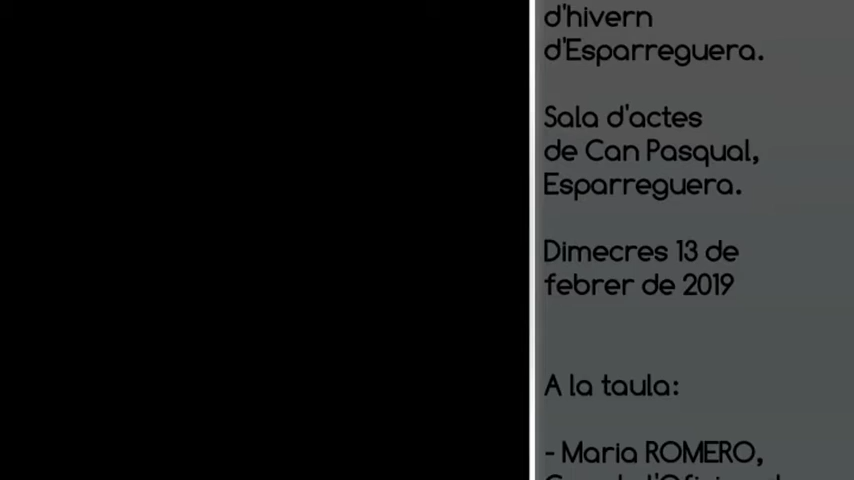 d'hivern
d'Esparreguera.
Sala d'actes
de Can Pasqual,
Esparreguera.
Dimecres 13 de
febrer de 2019
A la taula:
- Maria ROMERO,